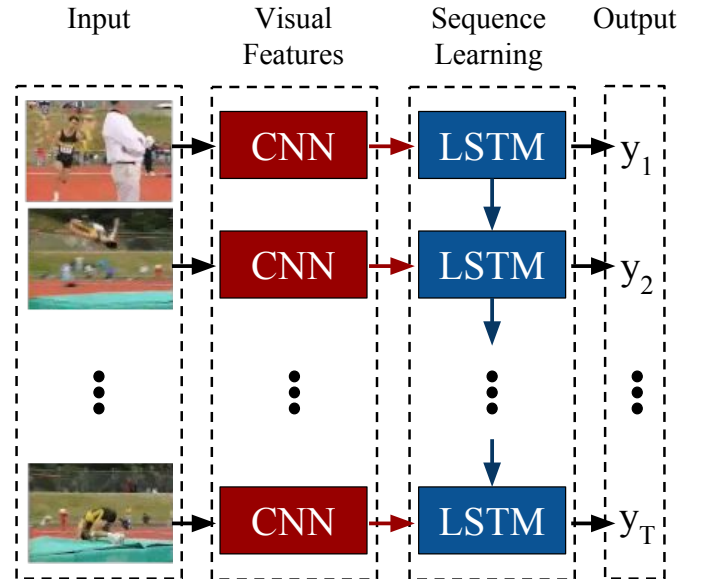 Input
Visual
Features
Sequence
Learning
Output
CNN
LSTM
y1
CNN
LSTM
y2
CNN
LSTM
yT